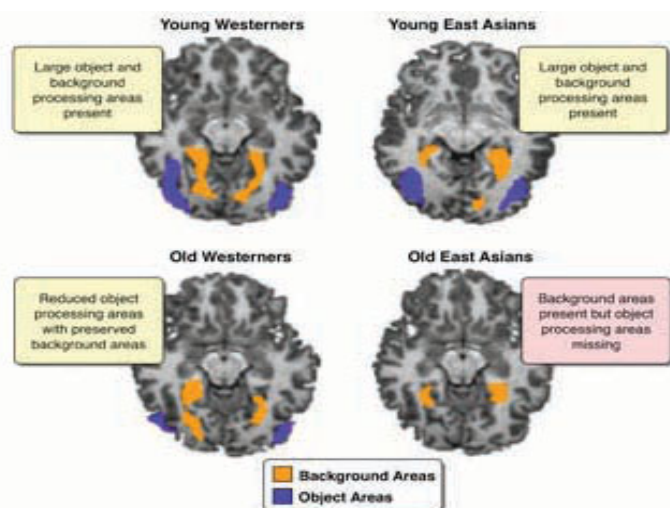 Young Westerners
Young East Asians
Large object and
background
processing areas
present
Large object and
background
processing areas
present
Old Westerners
Old East Asians
Reduced object
processing areas
with preserved
background areas
Background areas
present but object
processing areas
missing
Background Areas
Object Areas